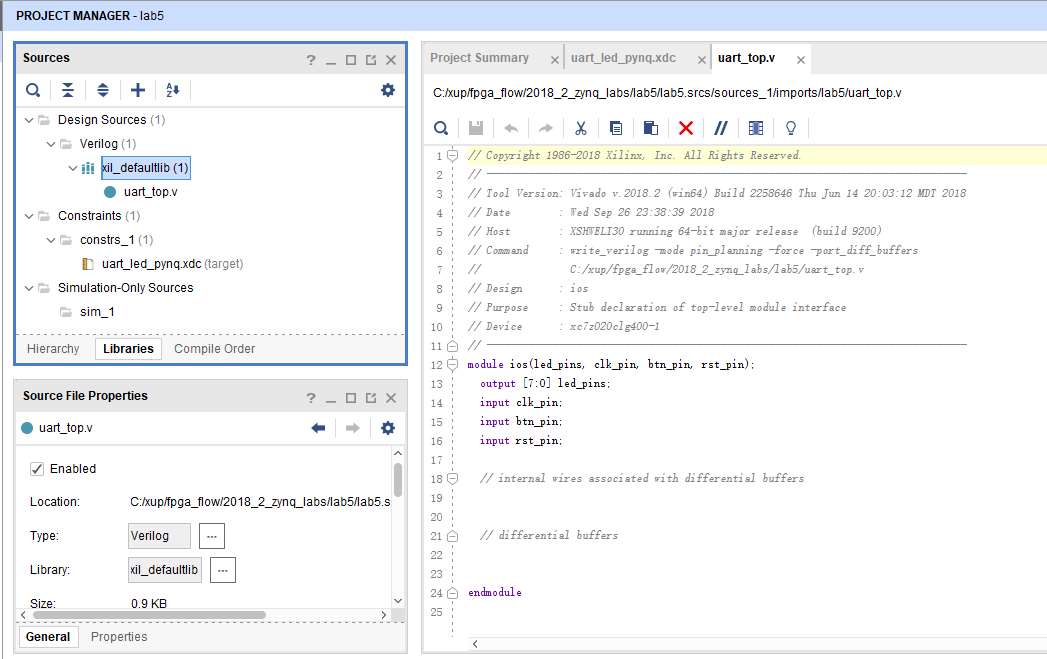 PROJECT MANAGER - lab5
Sources
Design Sources (1)
Verilog (1)
xil_defaultlib (1)
uart_top.v
Constraints (1)
constrs_1 (1)
uart_led_pynq.xdc (target)
Simulation-Only Sources
sim_1
Hierarchy Libraries Compile Order
Source File Properties
uart_top.v
Enabled
Location: C:/xup/fpga_flow/2018_2_zynq_labs/lab5/lab5.s
Type: Verilog ...
Library: xil_defaultlib ...
Size: 0.9 KB
General Properties
Project Summary uart_led_pynq.xdc uart_top.v
C:/xup/fpga_flow/2018_2_zynq_labs/lab5/lab5.srcs/sources_1/imports/lab5/uart_top.v
1 // Copyright 1986-2018 Xilinx, Inc. All Rights Reserved.
2 // --------------------------------------------------------------------------------
3 // Tool Version: Vivado v.2018.2 (win64) Build 2258646 Thu Jun 14 20:03:12 MDT 2018
4 // Date : Wed Sep 26 23:38:39 2018
5 // Host : XSHWELI30 running 64-bit major release (build 9200)
6 // Command : write_verilog -mode pin_planning -force -port_diff_buffers
7 // C:/xup/fpga_flow/2018_2_zynq_labs/lab5/uart_top.v
8 // Design : ios
9 // Purpose : Stub declaration of top-level module interface
10 // Device : xc7z020clg400-1
11 // --------------------------------------------------------------------------------
12 module ios(led_pins, clk_pin, btn_pin, rst_pin);
13 output [7:0] led_pins;
14 input clk_pin;
15 input btn_pin;
16 input rst_pin;
17
18 // internal wires associated with differential buffers
19
20
21 // differential buffers
22
23
24 endmodule
25